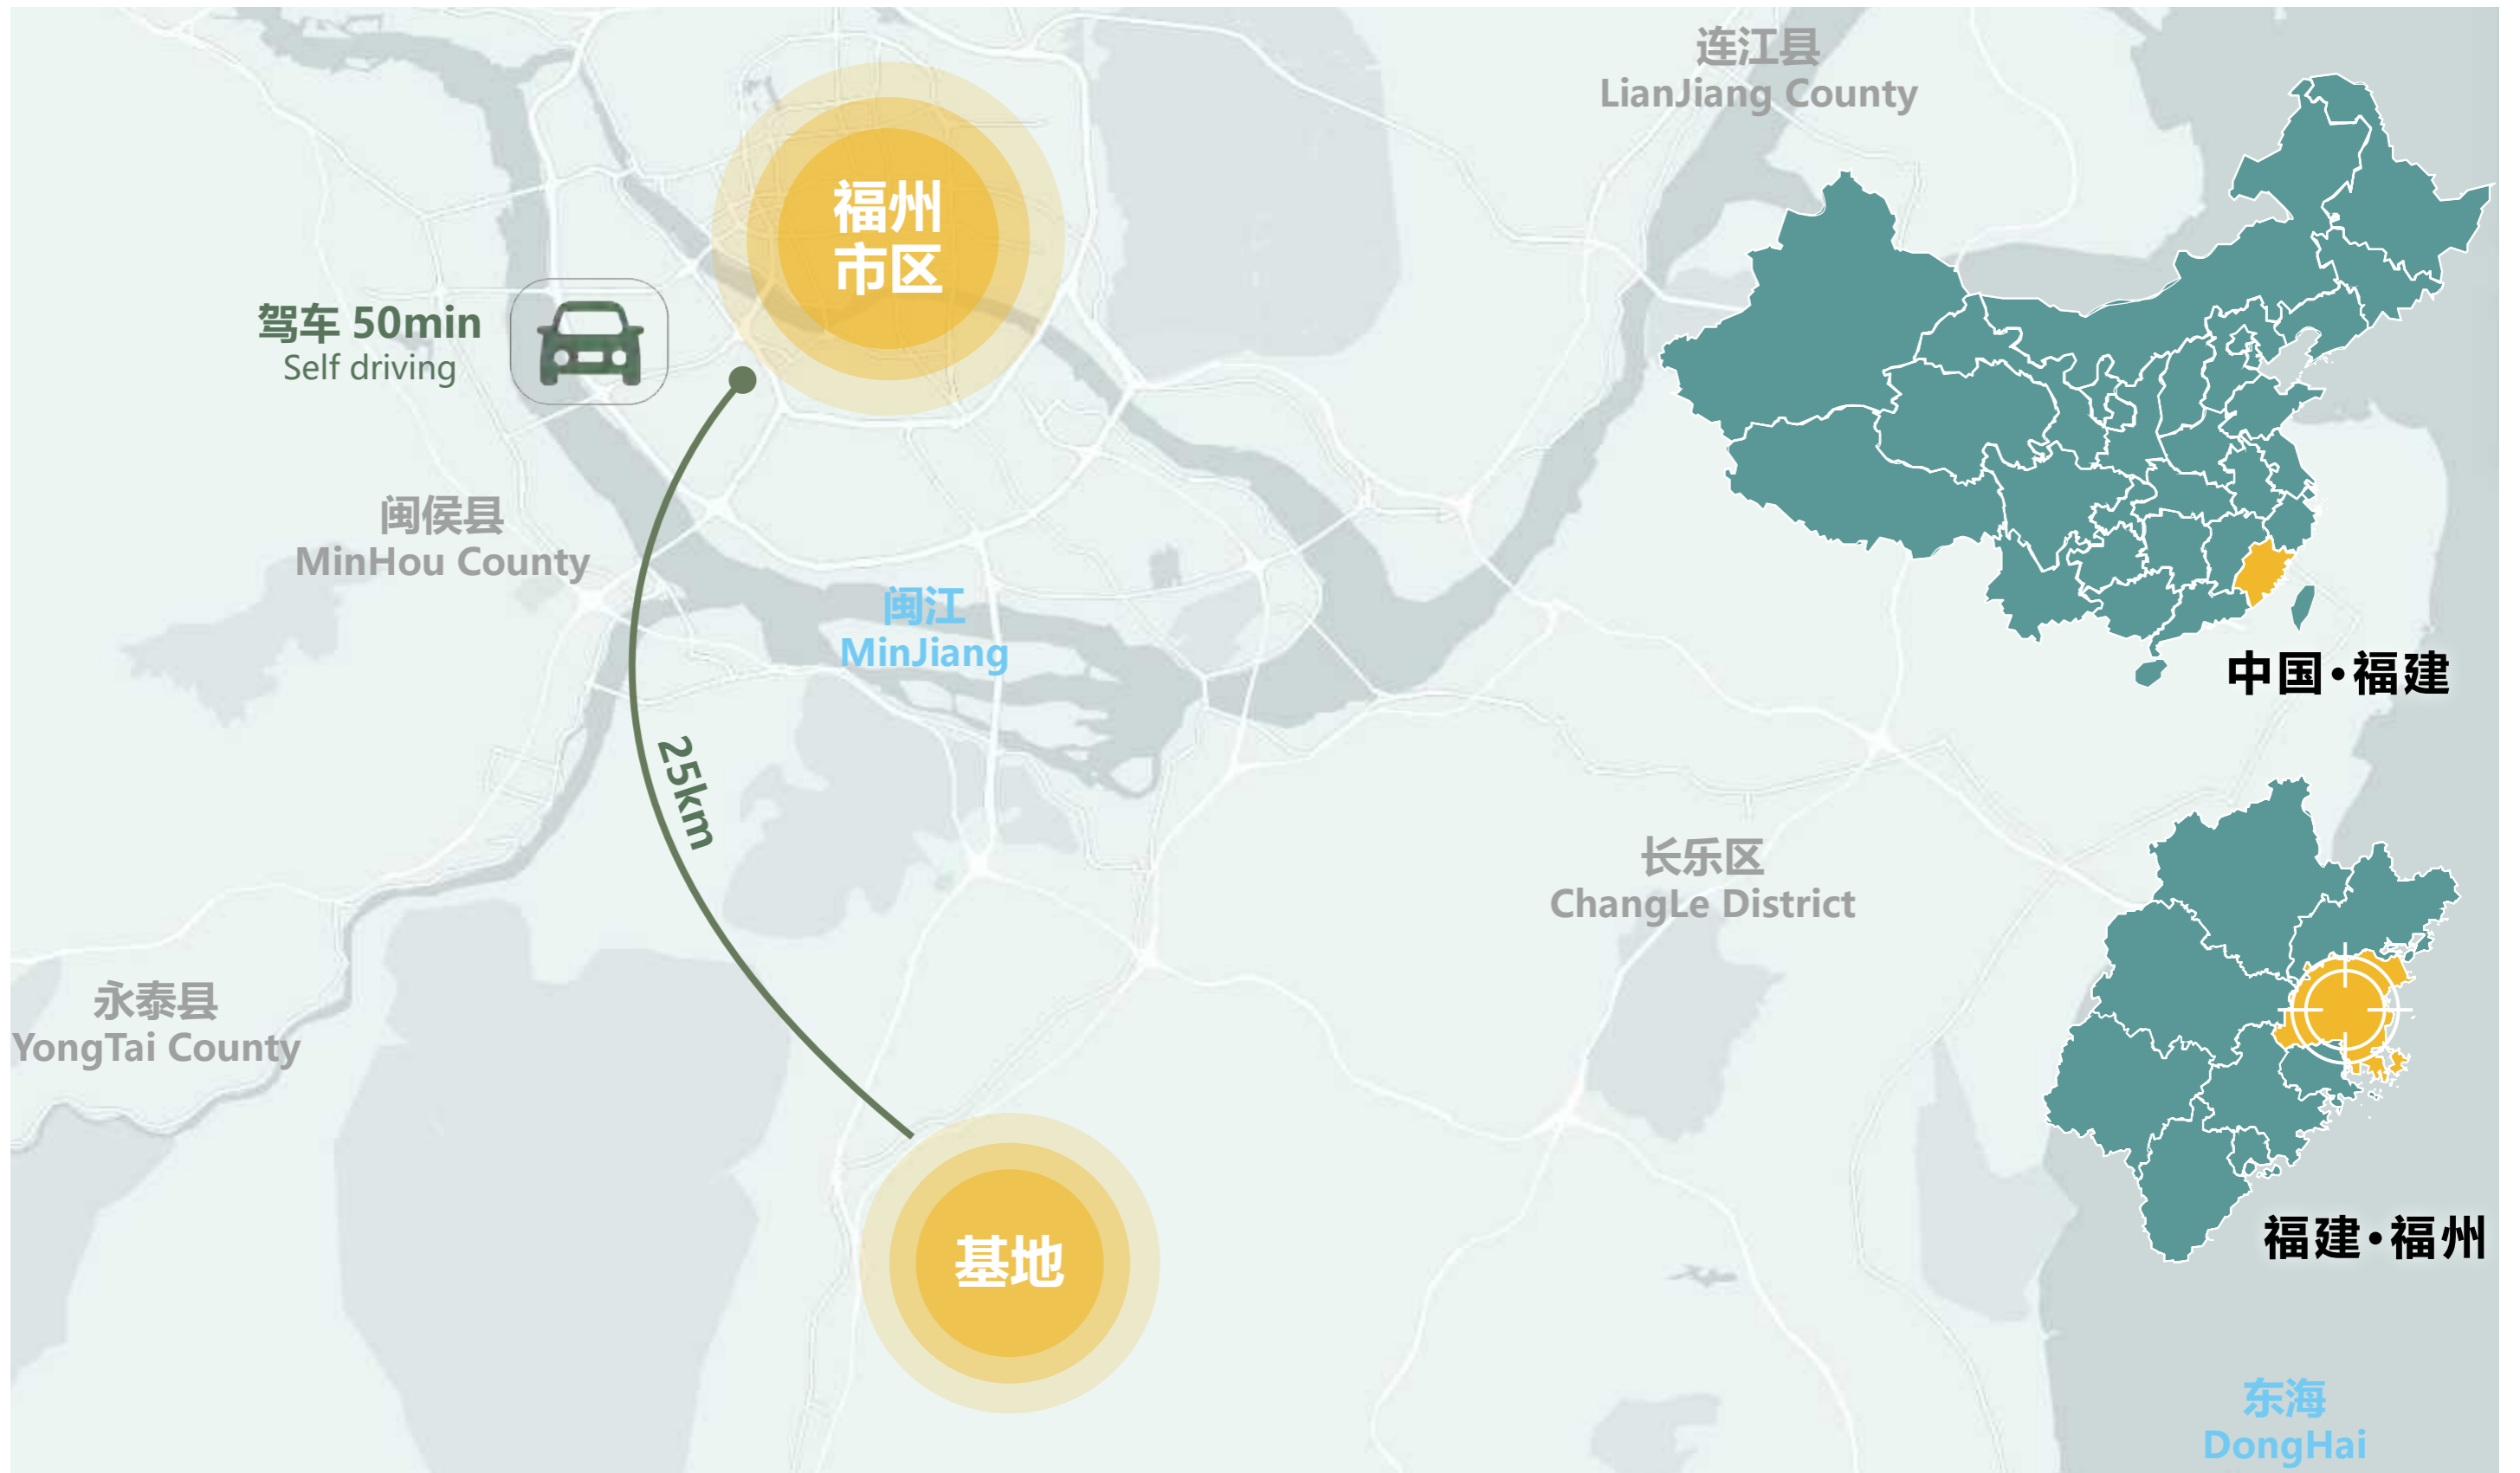 连江县
LianJiang County
福州
市区
驾车 50min
Self driving
闽侯县
MinHou County
闽江
MinJiang
中国·福建
25km
长乐区
ChangLe District
永泰县
YongTai County
基地
福建·福州
东海
DongHai